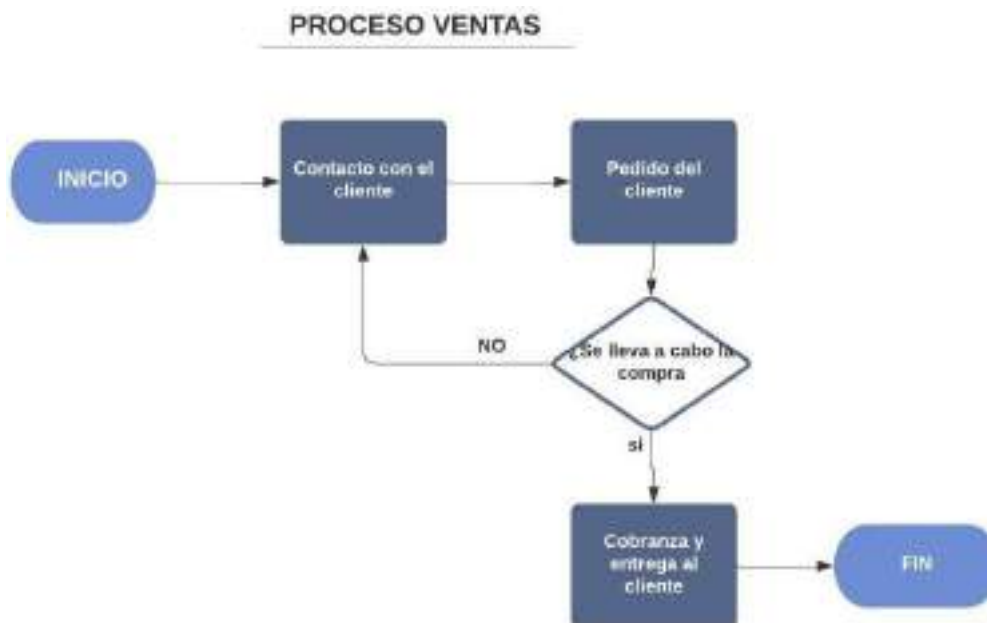 PROCESO VENTAS
INICIO
Contacto con el
cliente
Pedido del
cliente
NO
¿Se lleva a cabo la
compra
si
Cobranza y
entrega al
cliente
FIN